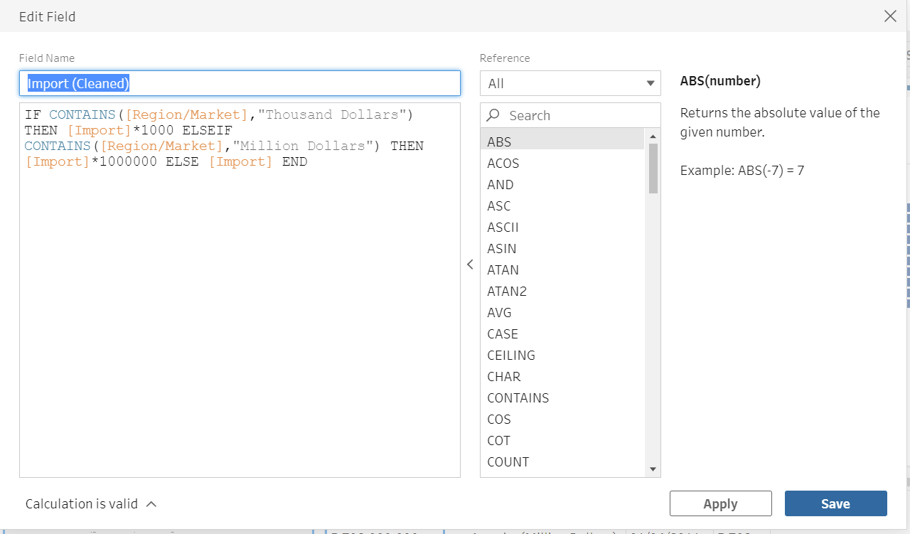 Edit Field
Field Name
Import (Cleaned)
IF CONTAINS([Region/Market],"Thousand Dollars")
THEN [Import]*1000 ELSEIF
CONTAINS([Region/Market],"Million Dollars") THEN
[Import]*1000000 ELSE [Import] END
Reference
All
Search
ABS
ACOS
AND
ASC
ASCII
ASIN
ATAN
ATAN2
AVG
CASE
CEILING
CHAR
CONTAINS
COS
COT
COUNT
ABS(number)
Returns the absolute value of the
given number.
Example: ABS(-7) = 7
Calculation is valid
Apply
Save